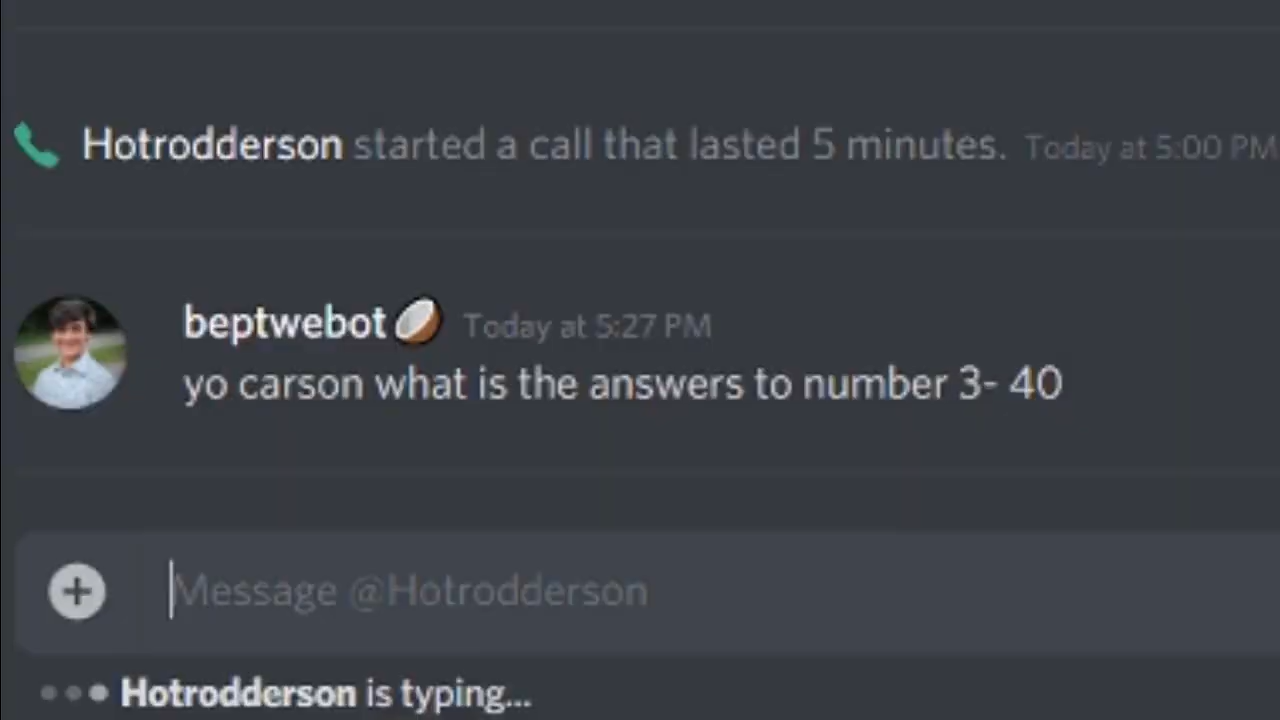 Hotrodderson started a call that lasted 5 minutes. Today at 5:00 PM
beptwebot🥥 Today at 5:27 PM
yo carson what is the answers to number 3- 40
Message @Hotrodderson
Hotrodderson is typing...